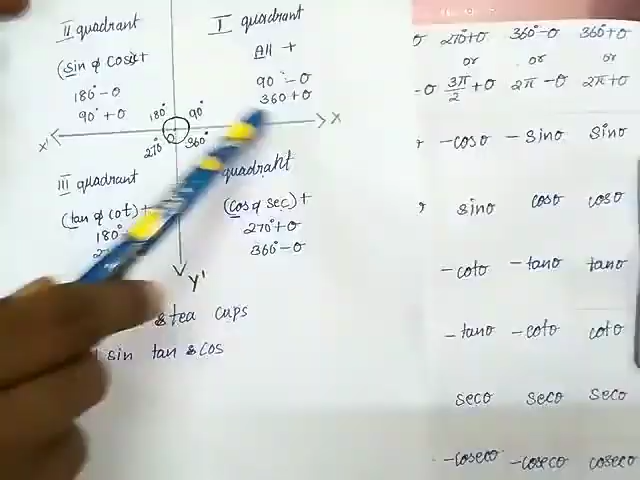 II quadrant
(Sin & Cosec)+
180° - θ
90° + θ
I quadrant
All +
90° - θ
360 + θ
180°
90°
270°
360°
X'
X
III quadrant
(tan & cot)+
180°
quadrant
(cos & sec)+
270° + θ
360° - θ
Y'
& tea cups
sin tan & cos
θ 270°+θ 360°-θ 360°+θ
or or or
-θ 3π/2 + θ 2π - θ 2π + θ
-cosθ -sinθ sinθ
sinθ cosθ cosθ
-cotθ -tanθ tanθ
-tanθ -cotθ cotθ
secθ secθ secθ
-cosecθ -cosecθ cosecθ